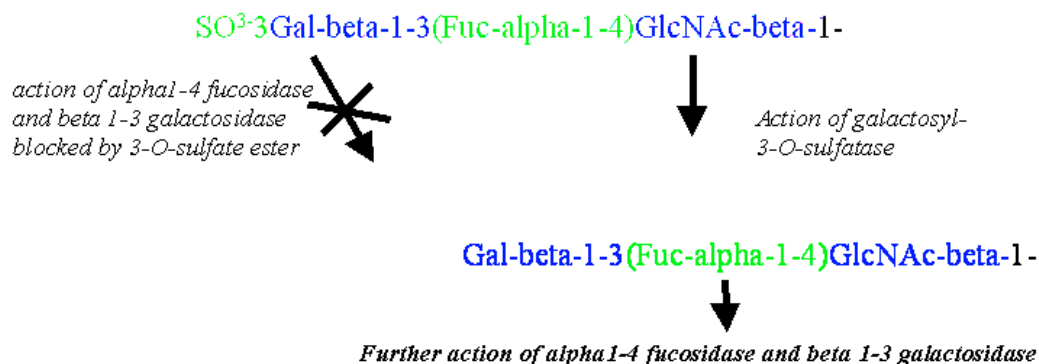 SO³⁻3Gal-beta-1-3(Fuc-alpha-1-4)GlcNAc-beta-1-
action of alpha1-4 fucosidase
and beta 1-3 galactosidase
blocked by 3-O-sulfate ester
Action of galactosyl-
3-O-sulfatase
Gal-beta-1-3(Fuc-alpha-1-4)GlcNAc-beta-1-
Further action of alpha1-4 fucosidase and beta 1-3 galactosidase